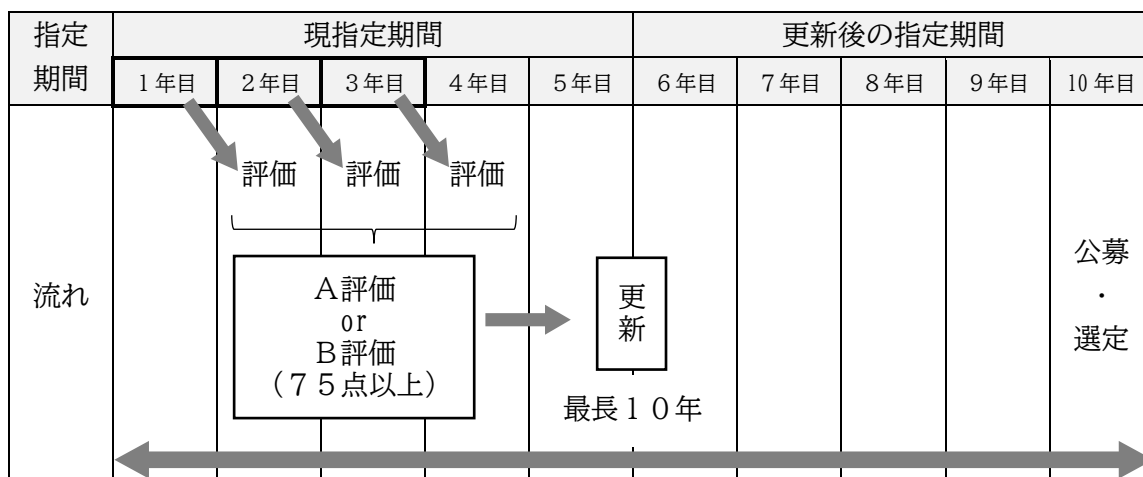 指定期間
現指定期間
更新後の指定期間
1年目
2年目
3年目
4年目
5年目
6年目
7年目
8年目
9年目
10年目
流れ
評価
評価
評価
A評価
or
B評価
(75点以上)
更新
最長10年
公募
・
選定